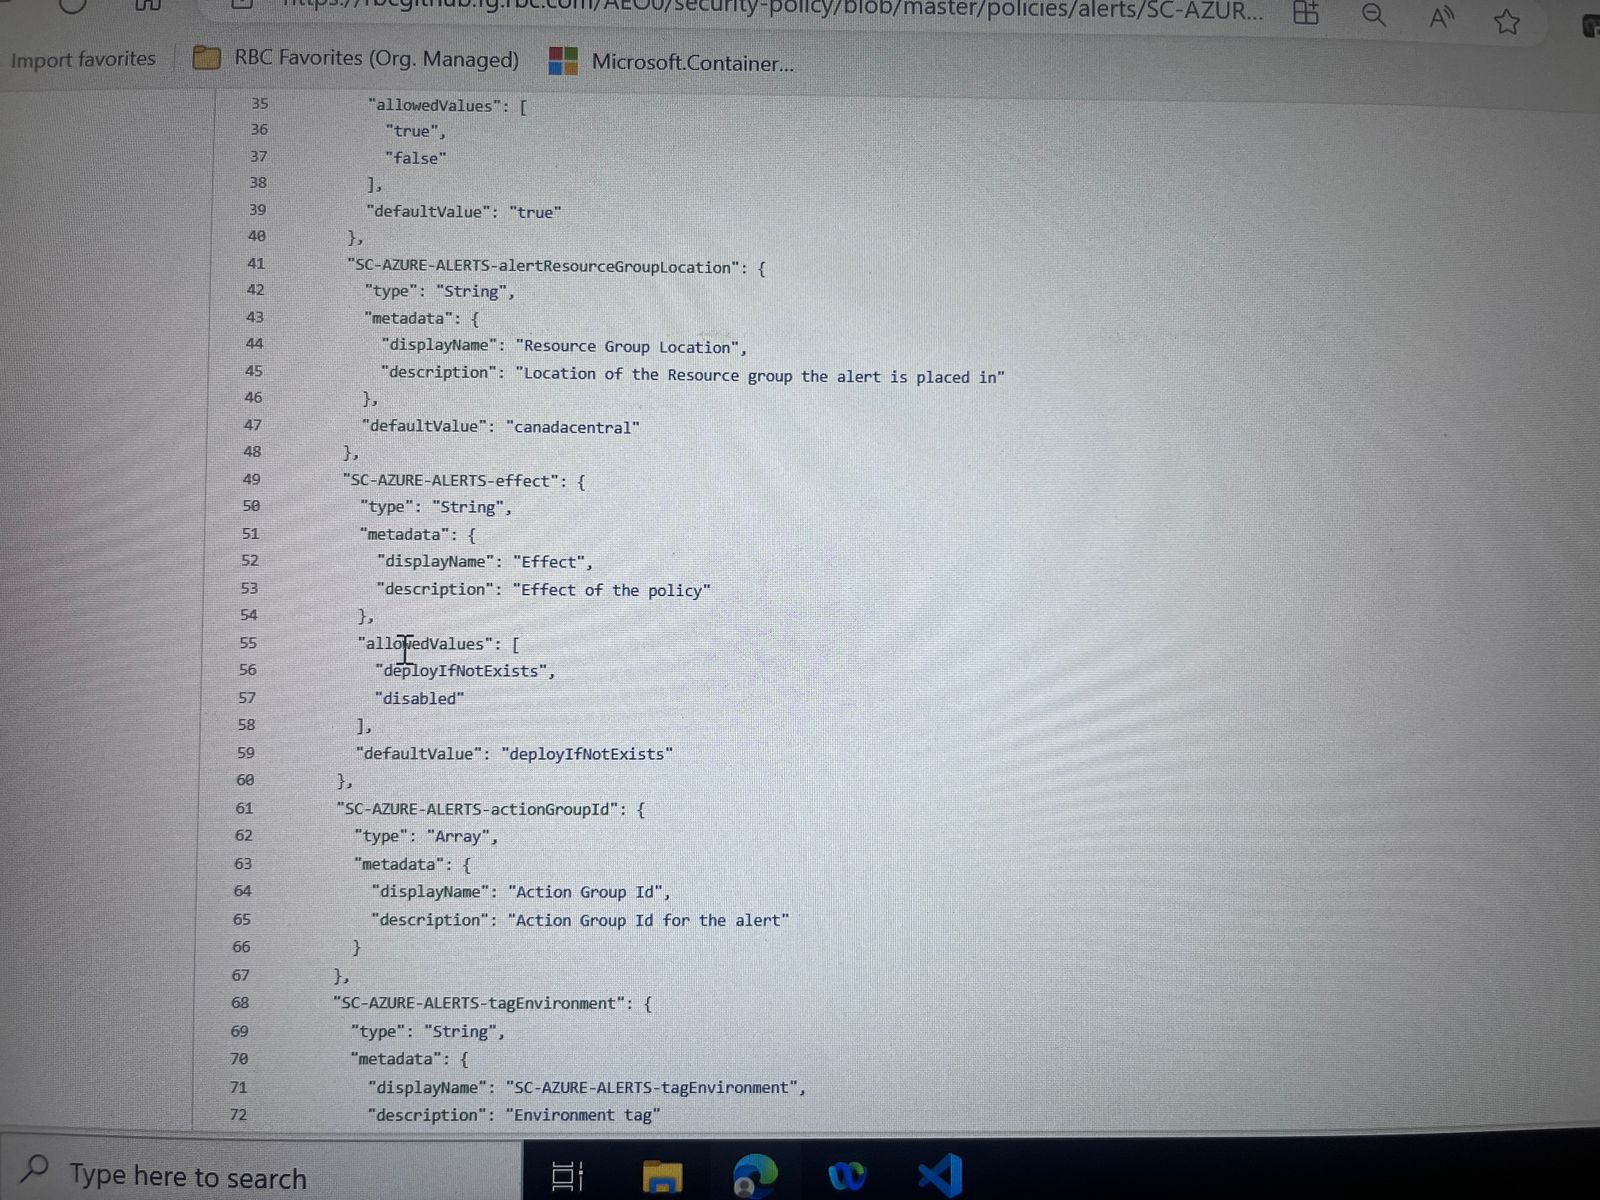 security-policy/blob/master/policies/alerts/SC-AZUR...
Import favorites
RBC Favorites (Org. Managed)
Microsoft.Container...
35 "allowedValues": [
36 "true",
37 "false"
38 ],
39 "defaultValue": "true"
40 },
41 "SC-AZURE-ALERTS-alertResourceGroupLocation": {
42 "type": "String",
43 "metadata": {
44 "displayName": "Resource Group Location",
45 "description": "Location of the Resource group the alert is placed in"
46 },
47 "defaultValue": "canadacentral"
48 },
49 "SC-AZURE-ALERTS-effect": {
50 "type": "String",
51 "metadata": {
52 "displayName": "Effect",
53 "description": "Effect of the policy"
54 },
55 "allowedValues": [
56 "deployIfNotExists",
57 "disabled"
58 ],
59 "defaultValue": "deployIfNotExists"
60 },
61 "SC-AZURE-ALERTS-actionGroupId": {
62 "type": "Array",
63 "metadata": {
64 "displayName": "Action Group Id",
65 "description": "Action Group Id for the alert"
66 }
67 },
68 "SC-AZURE-ALERTS-tagEnvironment": {
69 "type": "String",
70 "metadata": {
71 "displayName": "SC-AZURE-ALERTS-tagEnvironment",
72 "description": "Environment tag"
Type here to search